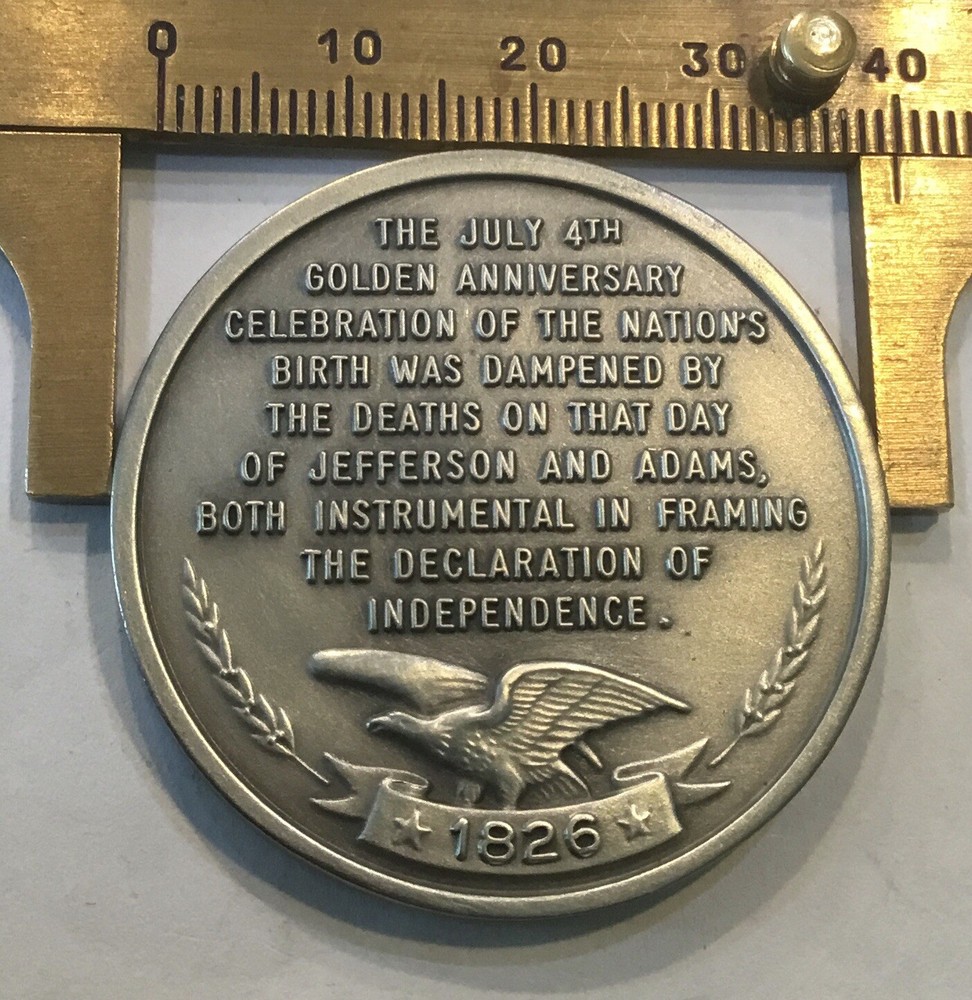 0 10 20 30 40
THE JULY 4TH
GOLDEN ANNIVERSARY
CELEBRATION OF THE NATION'S
BIRTH WAS DAMPENED BY
THE DEATHS ON THAT DAY
OF JEFFERSON AND ADAMS,
BOTH INSTRUMENTAL IN FRAMING
THE DECLARATION OF
INDEPENDENCE.
1826